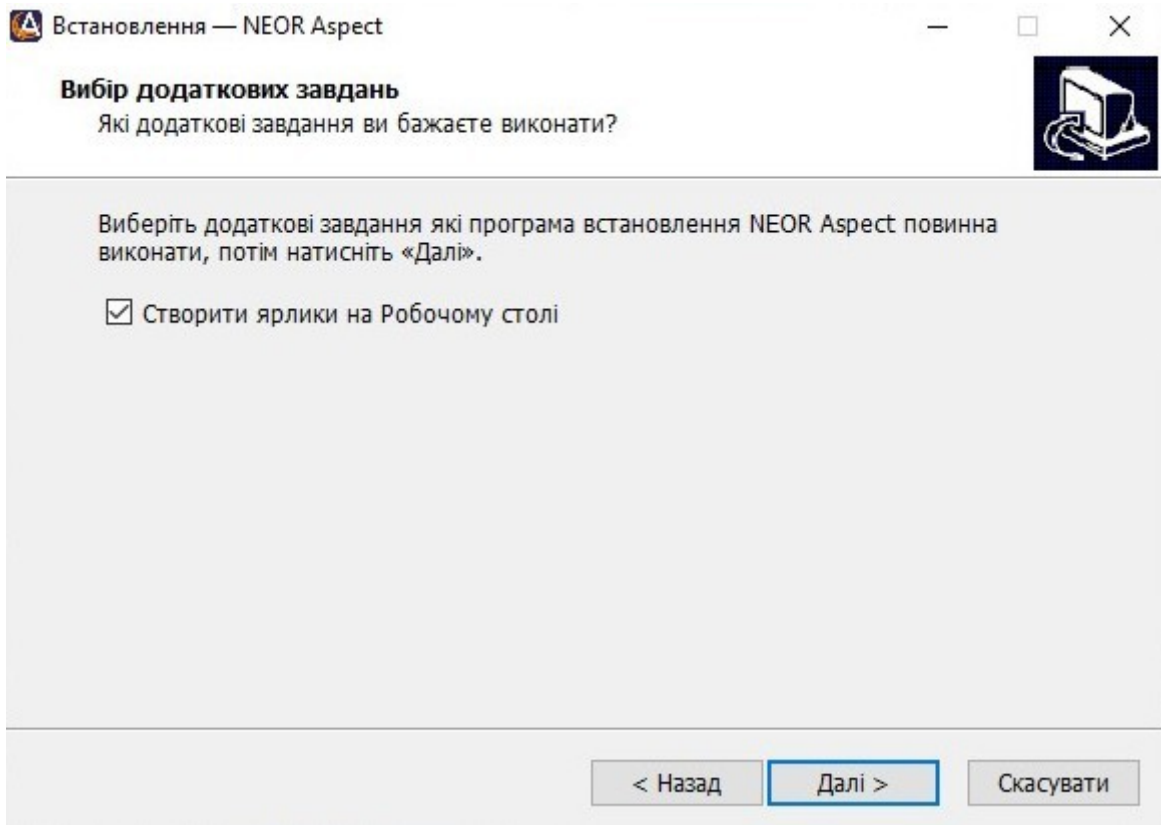 Встановлення — NEOR Aspect
Вибір додаткових завдань
Які додаткові завдання ви бажаєте виконати?
Виберіть додаткові завдання які програма встановлення NEOR Aspect повинна
виконати, потім натисніть «Далі».
Створити ярлики на Робочому столі
< Назад
Далі >
Скасувати